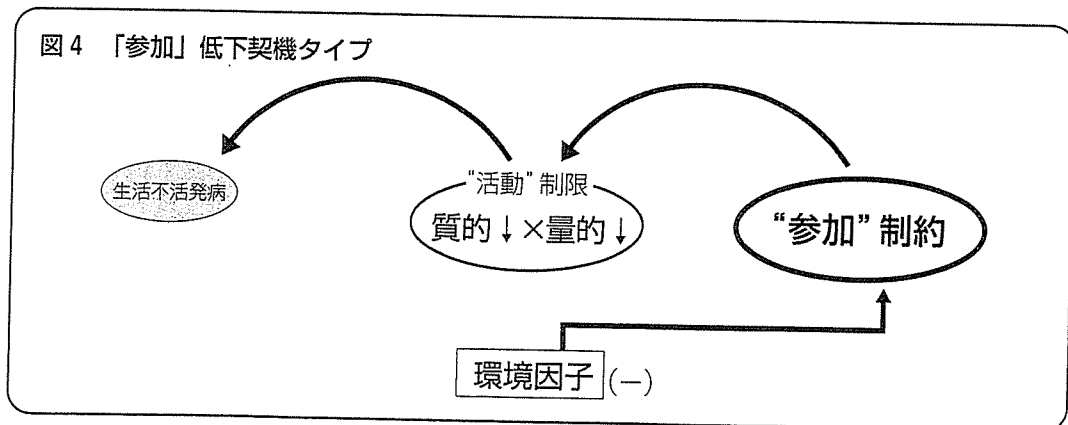 図4 「参加」低下契機タイプ
生活不活発病
“活動”制限
質的↓×量的↓
“参加”制約
環境因子(−)